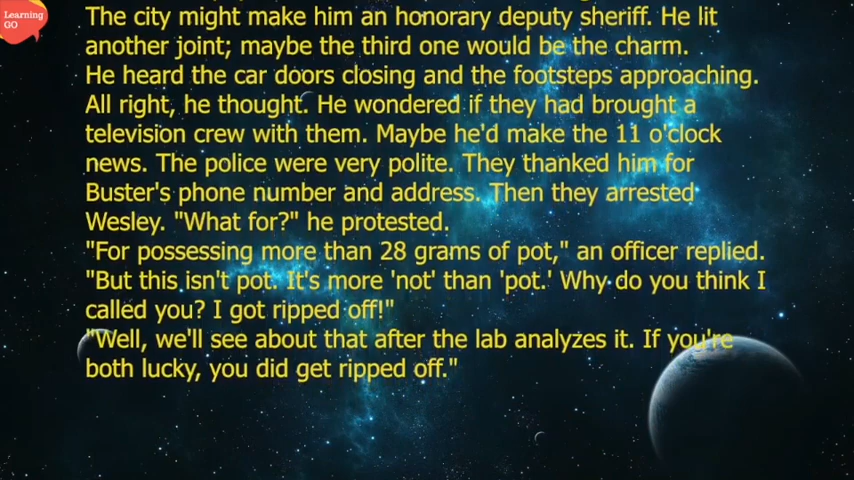 Learning
GO
The city might make him an honorary deputy sheriff. He lit
another joint; maybe the third one would be the charm.
He heard the car doors closing and the footsteps approaching.
All right, he thought. He wondered if they had brought a
television crew with them. Maybe he'd make the 11 o'clock
news. The police were very polite. They thanked him for
Buster's phone number and address. Then they arrested
Wesley. "What for?" he protested.
"For possessing more than 28 grams of pot," an officer replied.
"But this isn't pot. It's more 'not' than 'pot.' Why do you think I
called you? I got ripped off!"
"Well, we'll see about that after the lab analyzes it. If you're
both lucky, you did get ripped off."